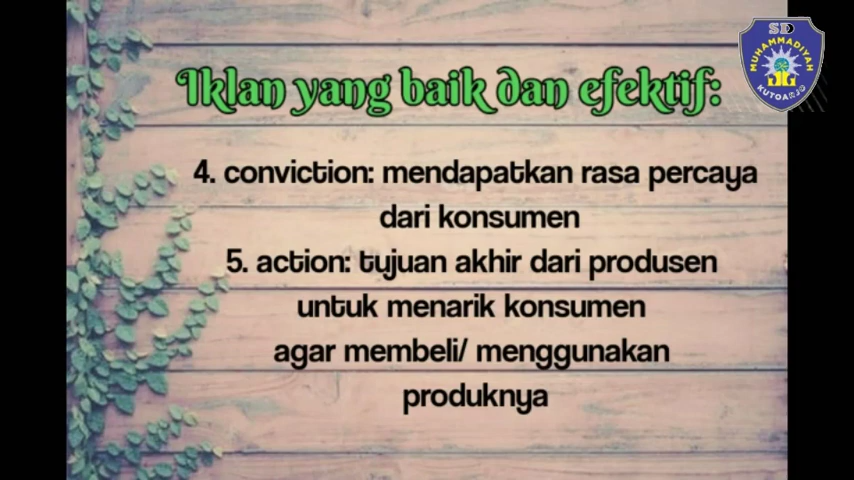 Iklan yang baik dan efektif:
SD
MUHAMMADIYAH
KUTOARJO
4. conviction: mendapatkan rasa percaya
dari konsumen
5. action: tujuan akhir dari produsen
untuk menarik konsumen
agar membeli/ menggunakan
produknya